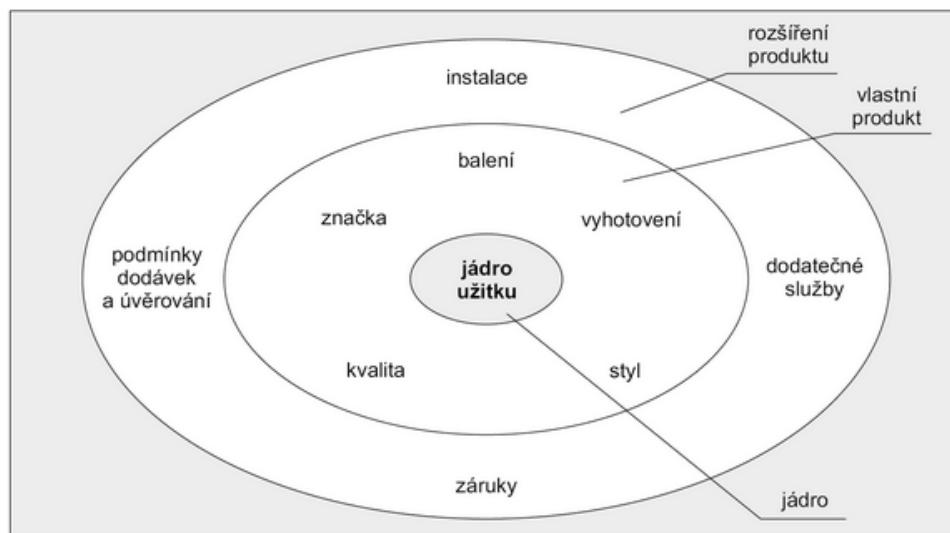 rozšíření
produktu
instalace
vlastní
produkt
balení
značka
vyhotovení
podmínky
dodávek
a úvěrování
jádro
užitku
dodatečné
služby
kvalita
styl
záruky
jádro